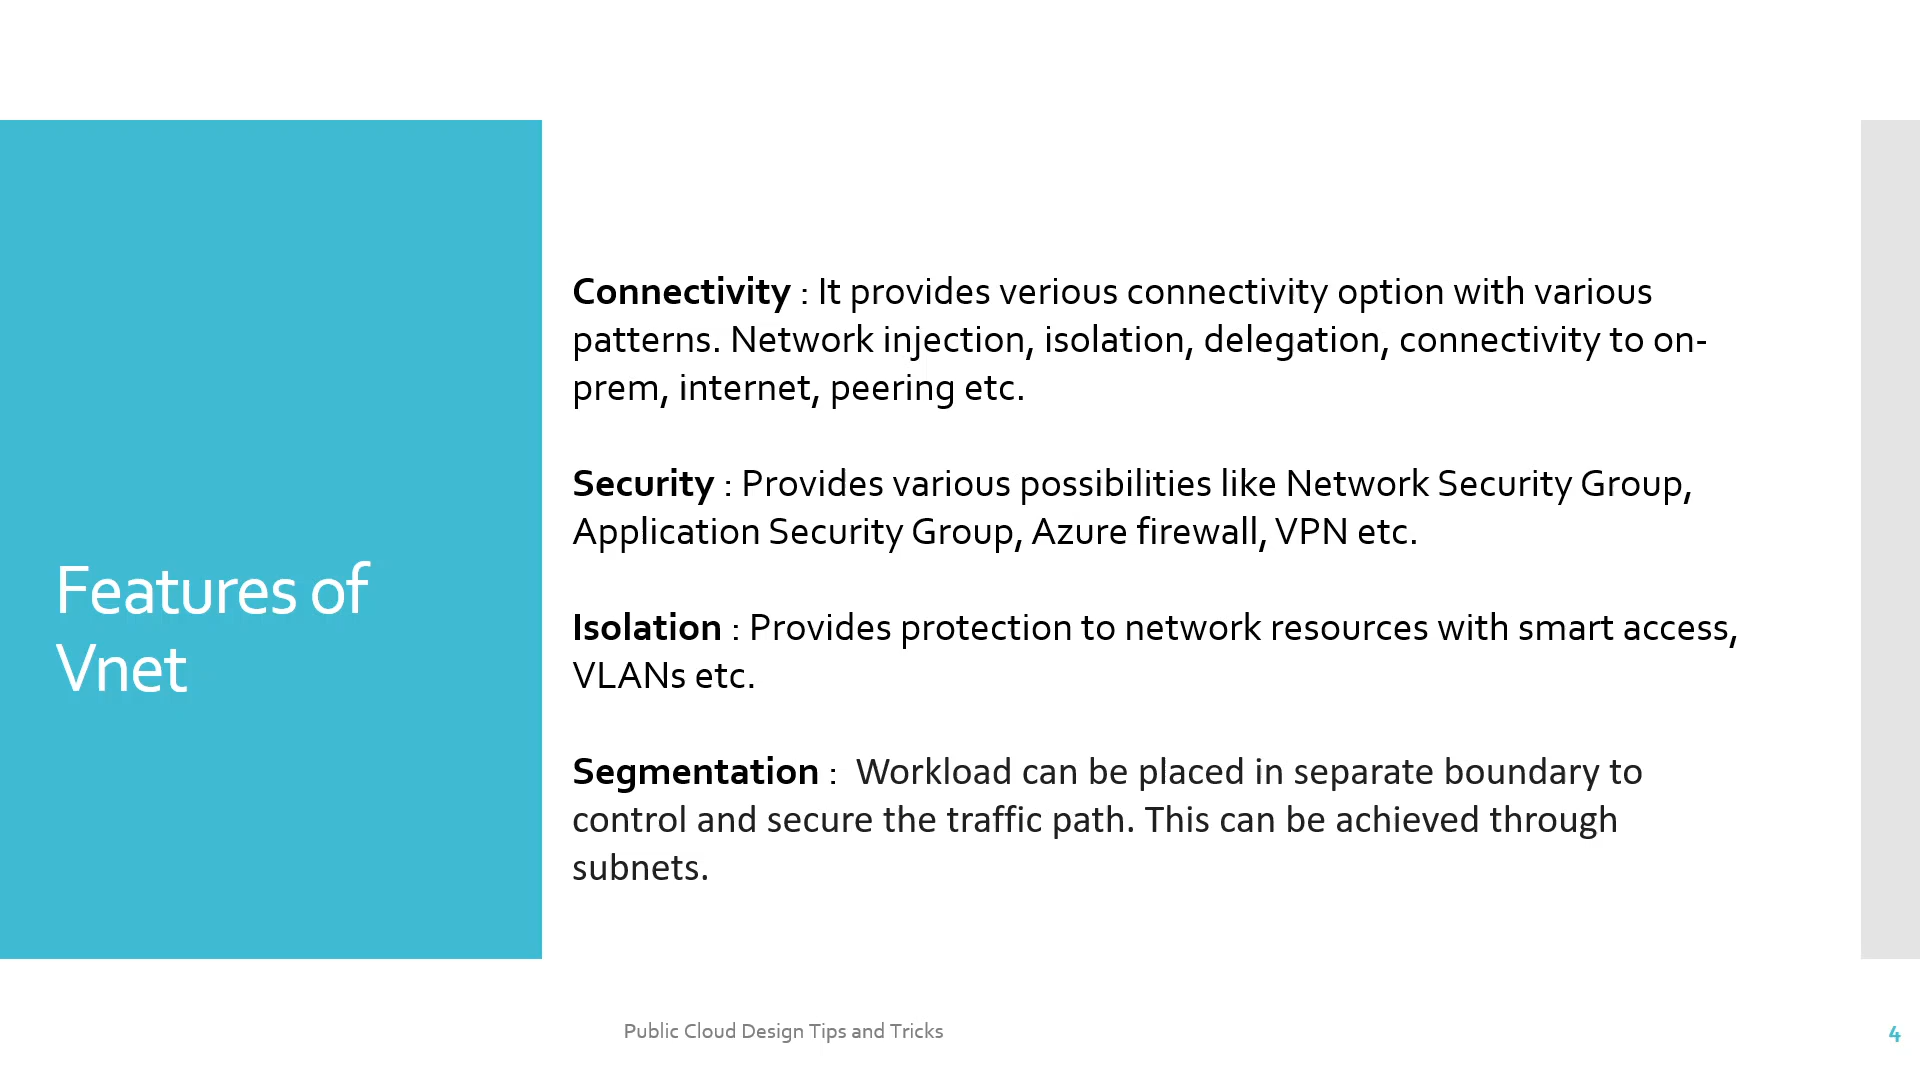 Features of
Vnet
Connectivity : It provides verious connectivity option with various
patterns. Network injection, isolation, delegation, connectivity to on-
prem, internet, peering etc.
Security : Provides various possibilities like Network Security Group,
Application Security Group, Azure firewall, VPN etc.
Isolation : Provides protection to network resources with smart access,
VLANs etc.
Segmentation :  Workload can be placed in separate boundary to
control and secure the traffic path. This can be achieved through
subnets.
Public Cloud Design Tips and Tricks
4